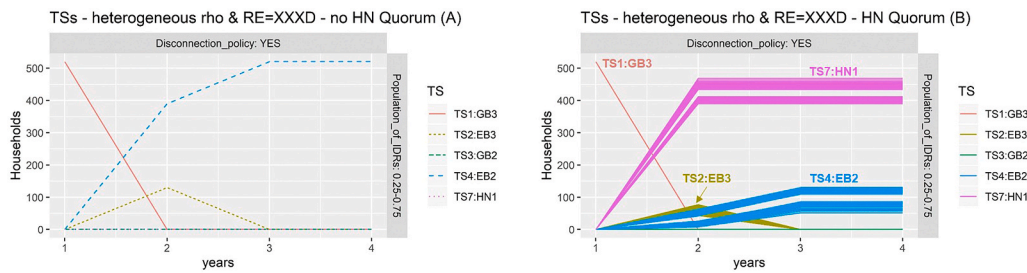 TSs - heterogeneous rho & RE=XXXD - no HN Quorum (A)
Disconnection_policy: YES
500
400
300
200
100
0
Households
1 2 3 4
years
Population_of_IDRs: 0.25-0.75
TS
TS1:GB3
TS2:EB3
TS3:GB2
TS4:EB2
TS7:HN1
TSs - heterogeneous rho & RE=XXXD - HN Quorum (B)
Disconnection_policy: YES
500
400
300
200
100
0
Households
TS1:GB3
TS7:HN1
TS2:EB3
TS4:EB2
1 2 3 4
years
Population_of_IDRs: 0.25-0.75
TS
TS1:GB3
TS2:EB3
TS3:GB2
TS4:EB2
TS7:HN1